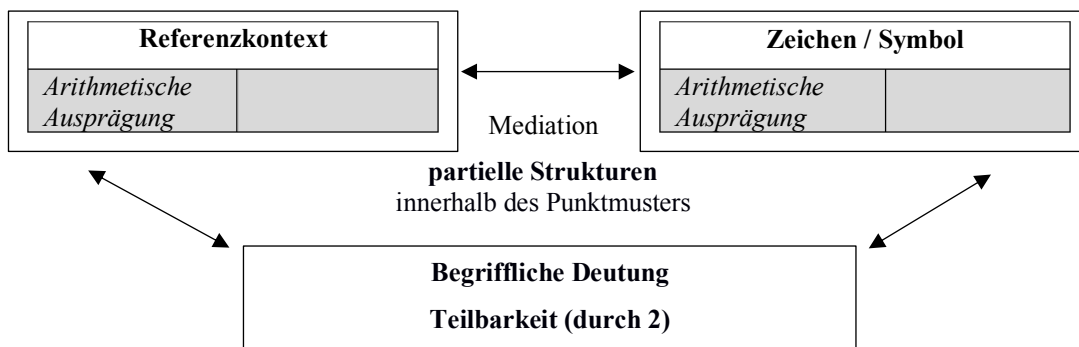 Referenzkontext
Arithmetische
Ausprägung
Zeichen / Symbol
Arithmetische
Ausprägung
Mediation
partielle Strukturen
innerhalb des Punktmusters
Begriffliche Deutung
Teilbarkeit (durch 2)